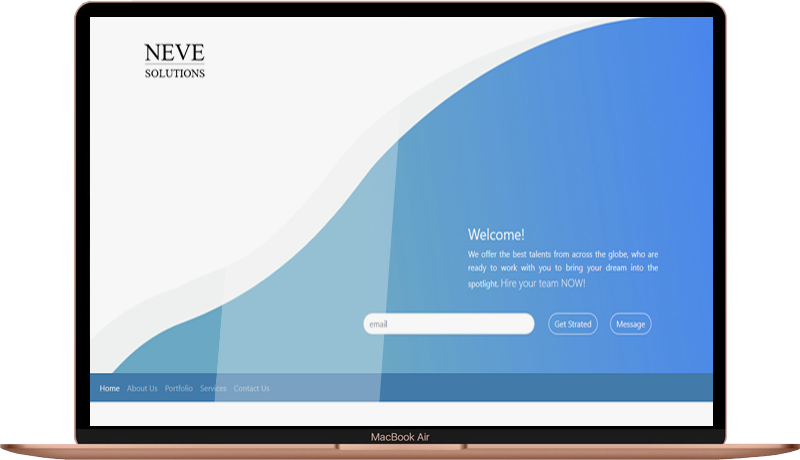 NEVE
SOLUTIONS
Welcome!
We offer the best talents from across the globe, who are
ready to work with you to bring your dream into the
spotlight. Hire your team NOW!
email
Get Strated
Message
Home About Us Portfolio Services Contact Us
MacBook Air